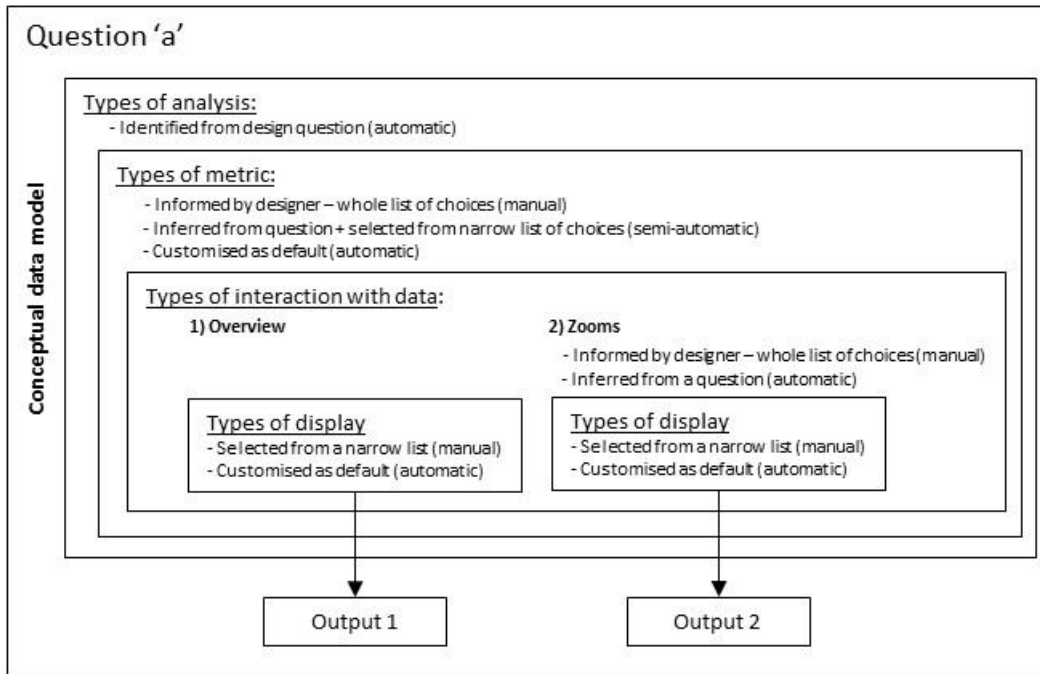 Question ‘a’
Types of analysis:
- Identified from design question (automatic)
Conceptual data model
Types of metric:
- Informed by designer – whole list of choices (manual)
- Inferred from question + selected from narrow list of choices (semi-automatic)
- Customised as default (automatic)
Types of interaction with data:
1) Overview
2) Zooms
- Informed by designer – whole list of choices (manual)
- Inferred from a question (automatic)
Types of display
- Selected from a narrow list (manual)
- Customised as default (automatic)
Types of display
- Selected from a narrow list (manual)
- Customised as default (automatic)
Output 1
Output 2